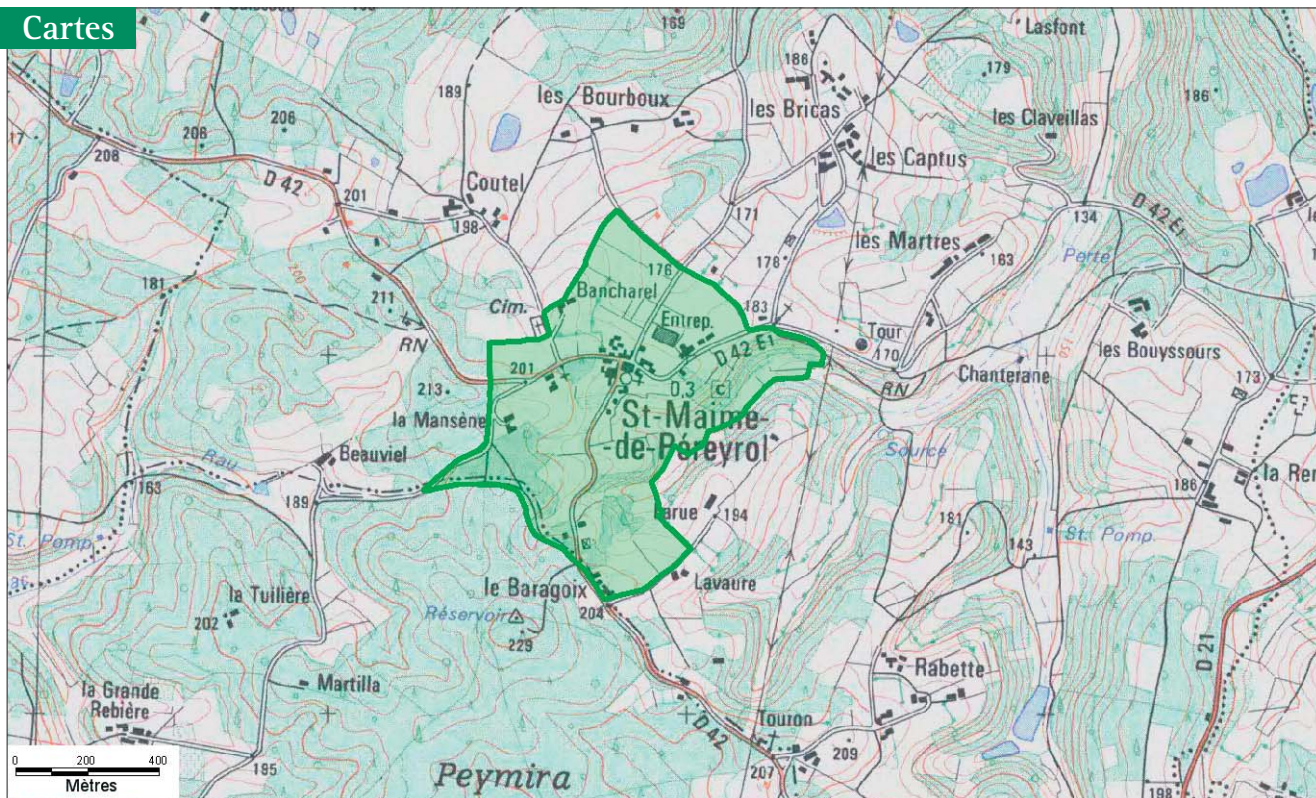 Cartes
169
Lasfont
186
179
les Bourboux
189
les Bricas
186
les Claveillas
206
206
208
D 42
201
Coutel
les Captus
198
171
134
D 42 E1
les Martres
Perte
176
178
163
181
211
Bancharel
Cim.
183
Entrep.
Tour
RN
D 42 E1
170
les Bouyssours
201
Chanterane
213
D.3
C
RN
173
la Mansène
St-Maime-
-de-Péreyrol
Beauviel
Rau
Source
163
189
186
Larue
194
181
St. Pomp.
St. Pomp.
143
la Tuilière
le Baragoix
Lavaure
202
Réservoir
204
229
D 21
Rabette
Martilla
la Grande
Rebière
D 42
Touron
209
195
207
Peymira
198
0 200 400
Mètres